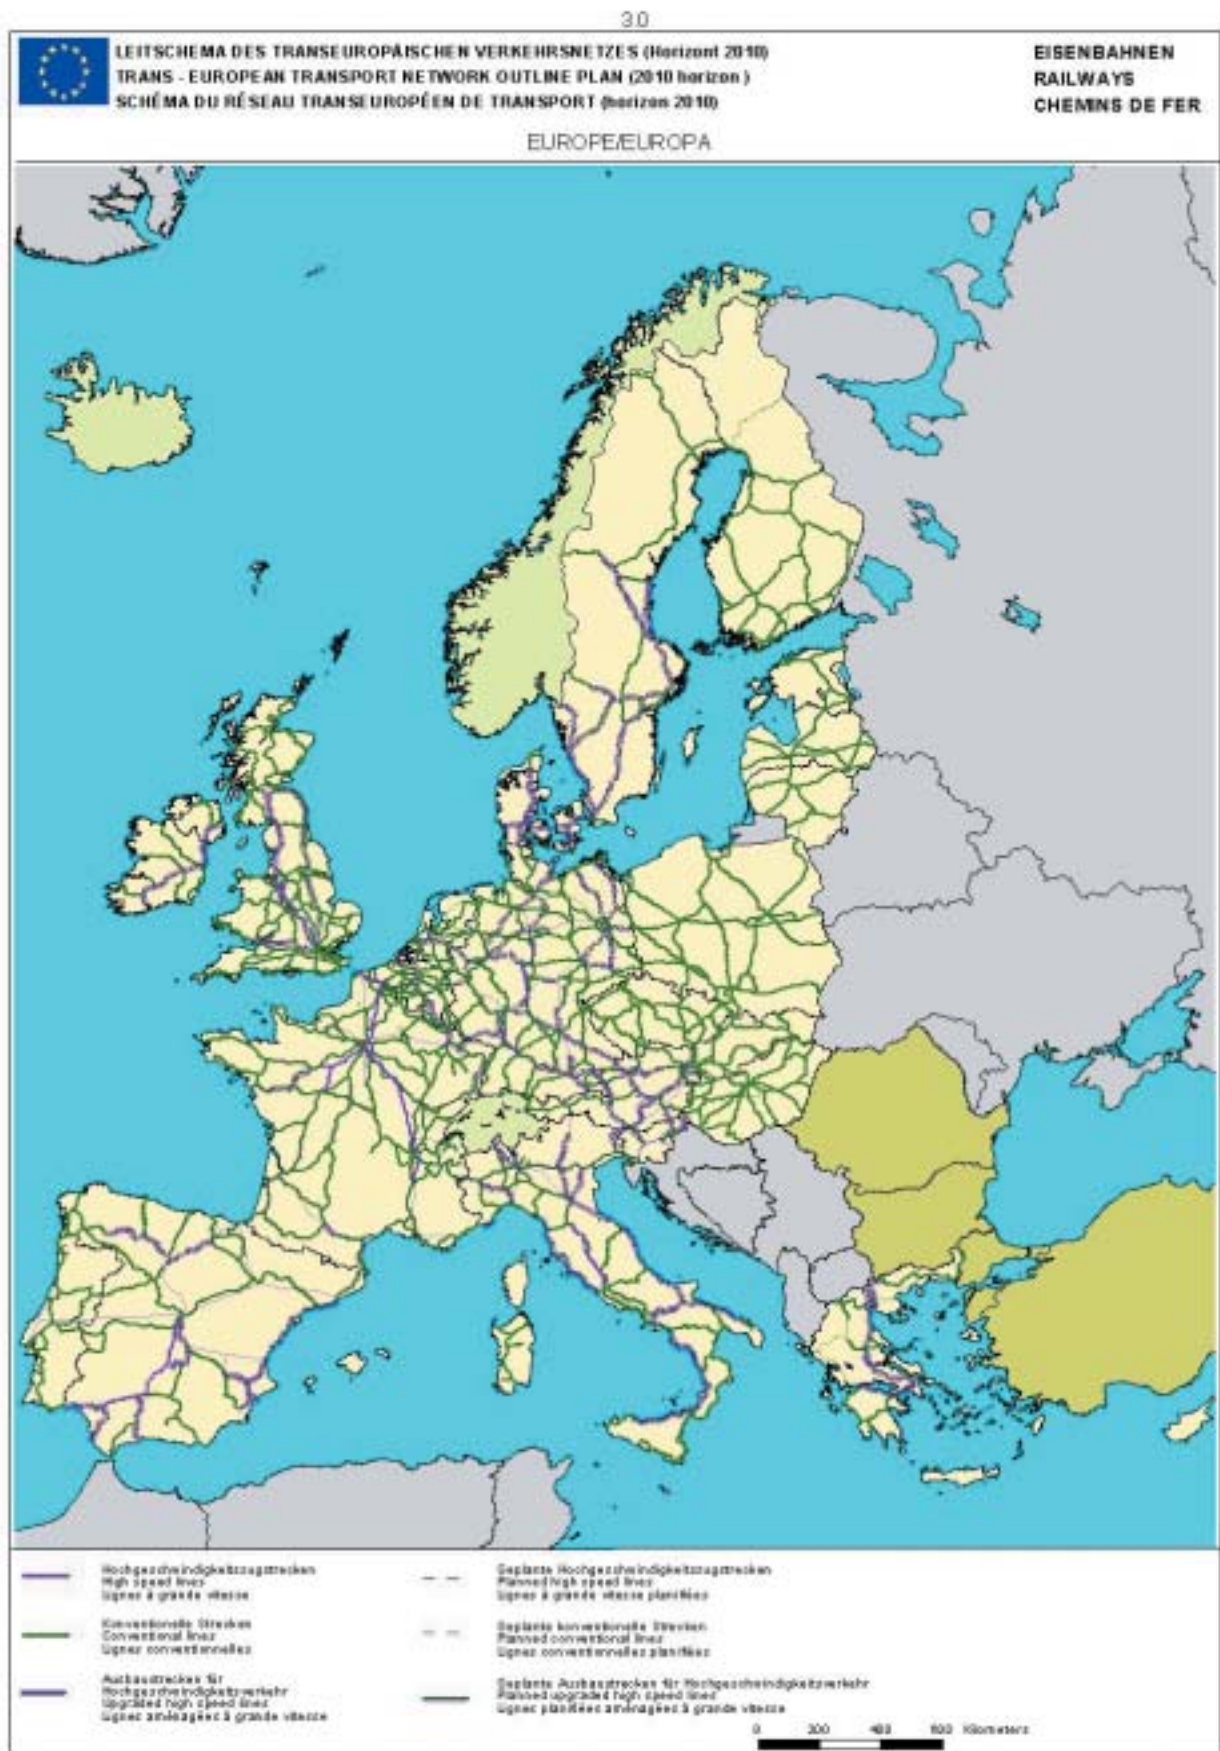 3.0
LEITSCHEMA DES TRANSEUROPÄISCHEN VERKEHRSNETZES (Horizont 2010)
TRANS - EUROPEAN TRANSPORT NETWORK OUTLINE PLAN (2010 horizon )
SCHÉMA DU RÉSEAU TRANSEUROPÉEN DE TRANSPORT (horizon 2010)
EISENBAHNEN
RAILWAYS
CHEMINS DE FER
EUROPE/EUROPA
Hochgeschwindigkeitszugstrecken
High speed lines
Lignes à grande vitesse
Konventionelle Strecken
Conventional lines
Lignes conventionnelles
Ausbaustrecken für
Hochgeschwindigkeitsverkehr
Upgraded high speed lines
Lignes aménagées à grande vitesse
Geplante Hochgeschwindigkeitszugstrecken
Planned high speed lines
Lignes à grande vitesse planifiées
Geplante konventionelle Strecken
Planned conventional lines
Lignes conventionnelles planifiées
Geplante Ausbaustrecken für Hochgeschwindigkeitsverkehr
Planned upgraded high speed lines
Lignes planifiées aménagées à grande vitesse
0 200 400 600 Kilometers